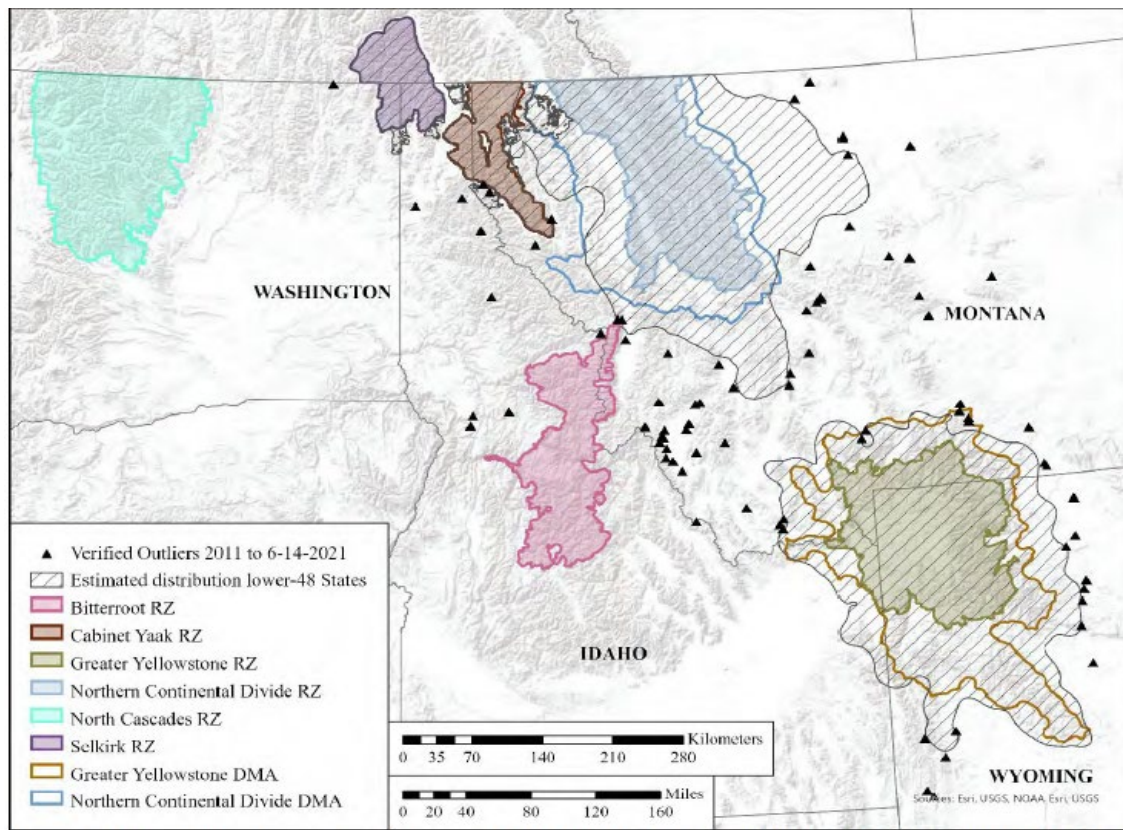 WASHINGTON
MONTANA
IDAHO
WYOMING
Verified Outliers 2011 to 6-14-2021
Estimated distribution lower-48 States
Bitterroot RZ
Cabinet Yaak RZ
Greater Yellowstone RZ
Northern Continental Divide RZ
North Cascades RZ
Selkirk RZ
Greater Yellowstone DMA
Northern Continental Divide DMA
Kilometers
0 35 70 140 210 280
Miles
0 20 40 80 120 160
Sources: Esri, USGS, NOAA, Esri, USGS